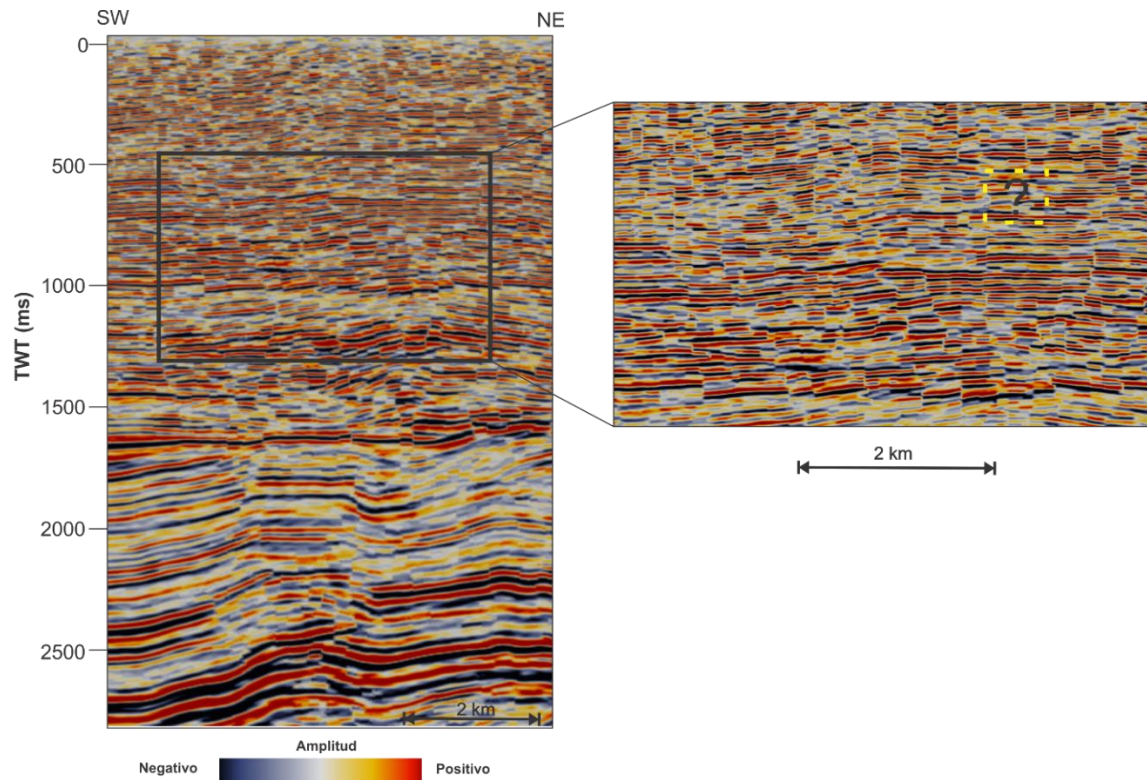 SW
NE
0
500
1000
1500
2000
2500
TWT (ms)
2 km
Amplitud
Negativo
Positivo
?
2 km